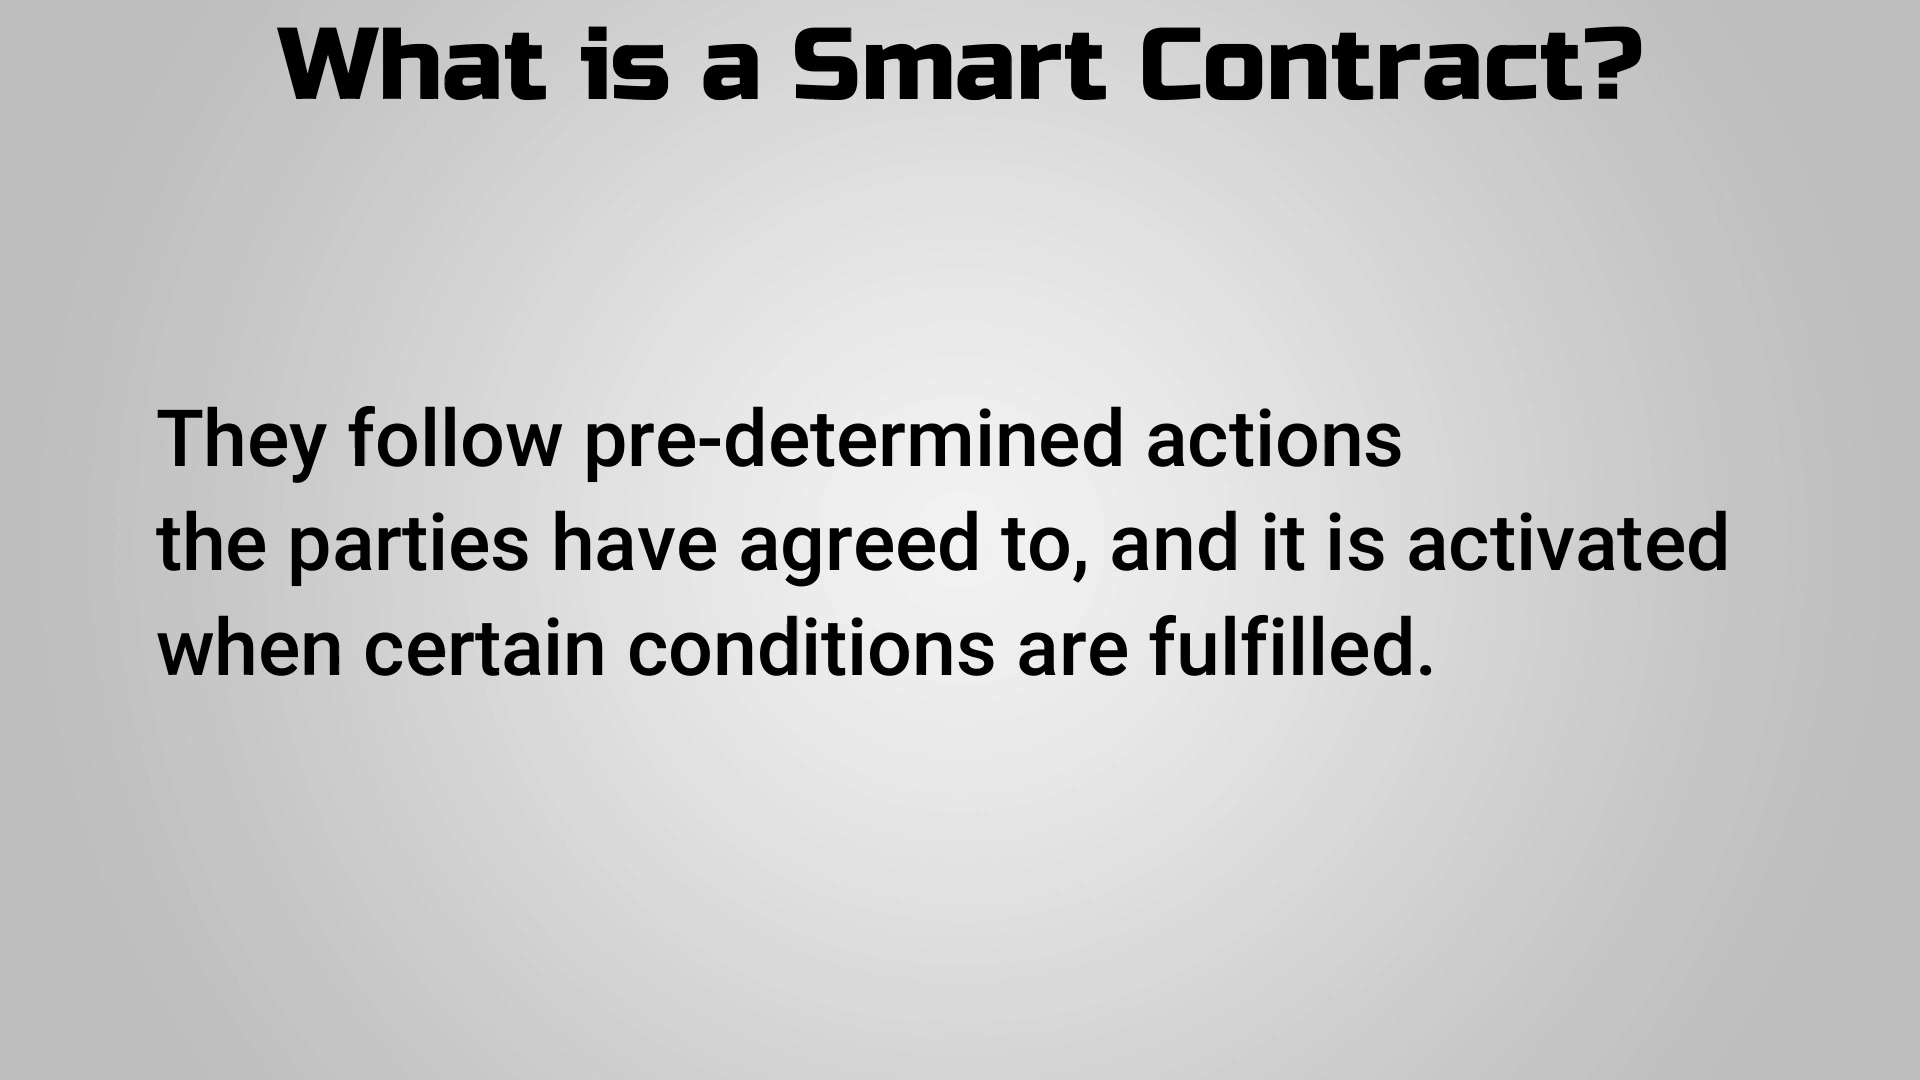 What is a Smart Contract?
They follow pre-determined actions
the parties have agreed to, and it is activated
when certain conditions are fulfilled.